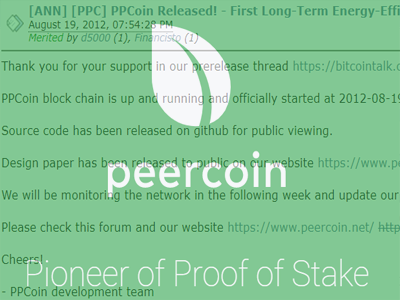 [ANN] [PPC] PPCoin Released! - First Long-Term Energy-Effi
August 19, 2012, 07:54:28 PM
Merited by d5000 (1), Financisto (1)
Thank you for your support in our prerelease thread https://bitcointalk.o
PPCoin block chain is up and running and officially started at 2012-08-19
Source code has been released on github for public viewing.
Design paper has been released to public on our website https://www.pe
peercoin
We will be monitoring the network in the following week and update our
Please check this forum and our website https://www.peercoin.net/ http
Cheers!
Pioneer of Proof of Stake
- PPCoin development team